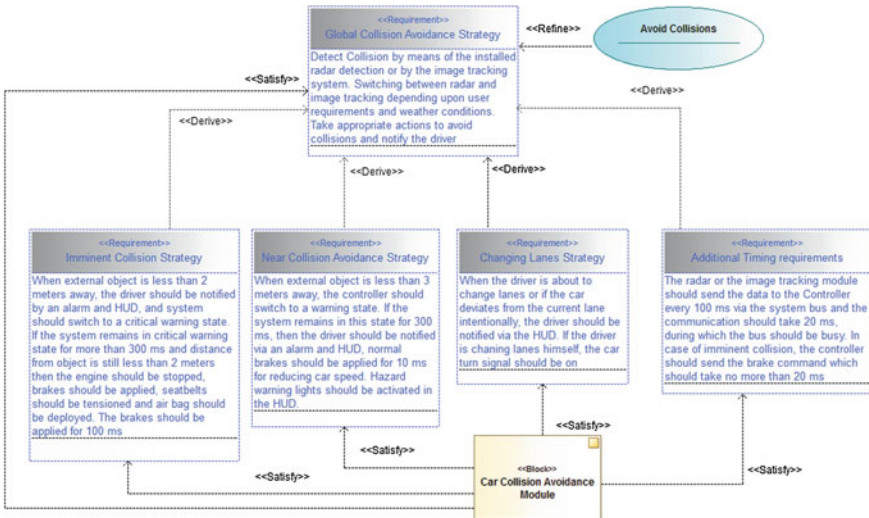 <<Requirement>>
Global Collision Avoidance Strategy
Detect Collision by means of the installed
radar detection or by the image tracking
system. Switching between radar and
image tracking depending upon user
requirements and weather conditions.
Take appropriate actions to avoid
collisions and notify the driver
<<Refine>>
Avoid Collisions
<<Satisfy>>
<<Derive>>
<<Derive>>
<<Derive>>
<<Derive>>
<<Requirement>>
Imminent Collision Strategy
When external object is less than 2
meters away, the driver should be notified
by an alarm and HUD, and system
should switch to a critical warning state.
If the system remains in critical warning
state for more than 300 ms and distance
from object is still less than 2 meters
then the engine should be stopped,
brakes should be applied, seatbelts
should be tensioned and air bag should
be deployed. The brakes should be
applied for 100 ms
<<Requirement>>
Near Collision Avoidance Strategy
When external object is less than 3
meters away, the controller should
switch to a warning state. If the
system remains in this state for 300
ms, then the driver should be notified
via an alarm and HUD, normal
brakes should be applied for 10 ms
for reducing car speed. Hazard
warning lights should be activated in
the HUD.
<<Requirement>>
Changing Lanes Strategy
When the driver is about to
change lanes or if the car
deviates from the current lane
intentionally, the driver should be
notified via the HUD. If the driver
is chaning lanes himself, the car
turn signal should be on
<<Requirement>>
Additional Timing requirements
The radar or the image tracking module
should send the data to the Controller
every 100 ms via the system bus and the
communication should take 20 ms,
during which the bus should be busy. In
case of imminent collision, the controller
should send the brake command which
should take no more than 20 ms
<<Satisfy>>
<<Satisfy>>
<<Satisfy>>
<<Satisfy>>
<<Block>>
Car Collision Avoidance
Module